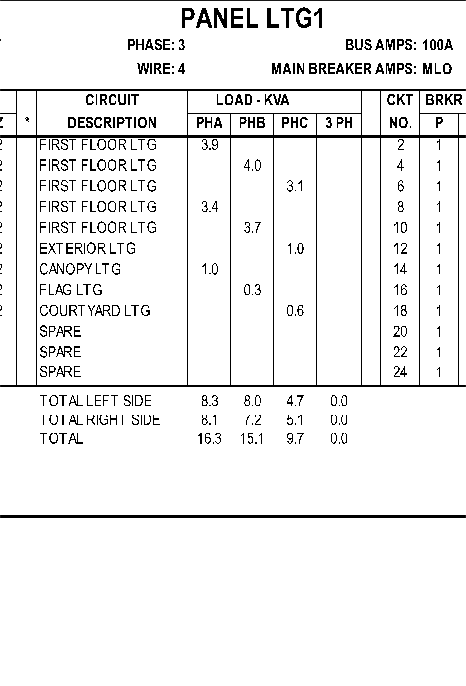 PANEL LTG1
PHASE: 3 BUS AMPS: 100A
WIRE: 4 MAIN BREAKER AMPS: MLO
CIRCUIT LOAD - KVA CKT BRKR
* DESCRIPTION PHA PHB PHC 3 PH NO. P
2 FIRST FLOOR LTG 3.9 2 1
2 FIRST FLOOR LTG 4.0 4 1
2 FIRST FLOOR LTG 3.1 6 1
2 FIRST FLOOR LTG 3.4 8 1
2 FIRST FLOOR LTG 3.7 10 1
2 EXTERIOR LTG 1.0 12 1
2 CANOPY LTG 1.0 14 1
2 FLAG LTG 0.3 16 1
2 COURTYARD LTG 0.6 18 1
SPARE 20 1
SPARE 22 1
SPARE 24 1
TOTAL LEFT SIDE 8.3 8.0 4.7 0.0
TOTAL RIGHT SIDE 8.1 7.2 5.1 0.0
TOTAL 16.3 15.1 9.7 0.0